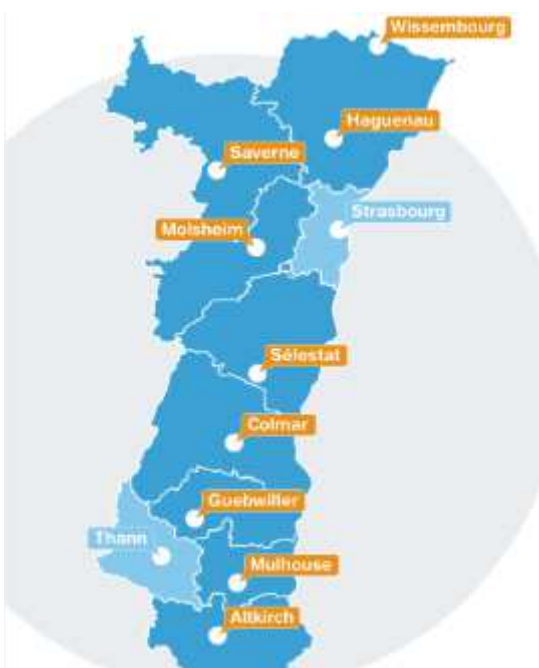 Wissembourg
Haguenau
Saverne
Strasbourg
Molsheim
Sélestat
Colmar
Guebwiller
Thann
Mulhouse
Altkirch